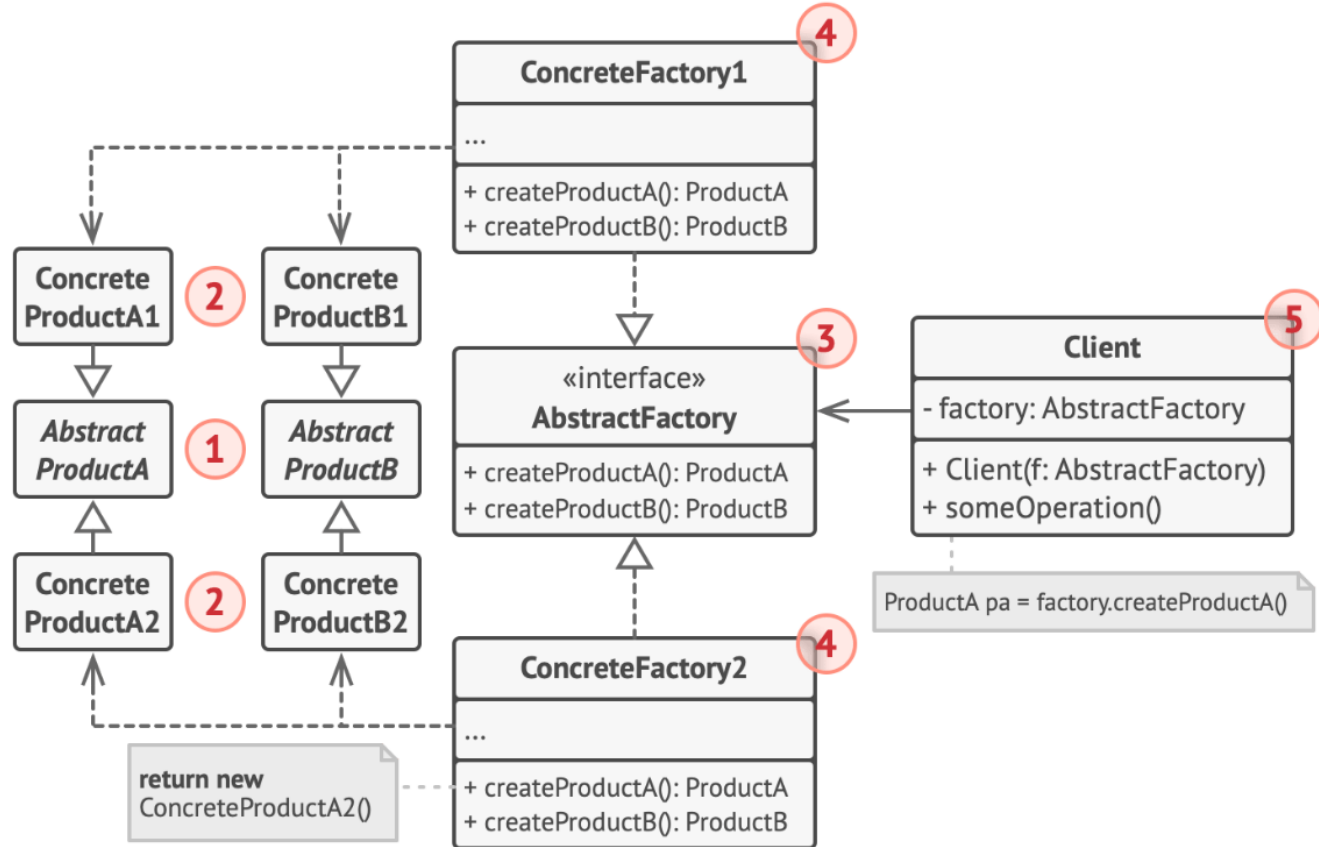 4
ConcreteFactory1
...
+ createProductA(): ProductA
+ createProductB(): ProductB
Concrete
ProductA1
2
Concrete
ProductB1
Abstract
ProductA
1
Abstract
ProductB
Concrete
ProductA2
2
Concrete
ProductB2
3
«interface»
AbstractFactory
+ createProductA(): ProductA
+ createProductB(): ProductB
5
Client
- factory: AbstractFactory
+ Client(f: AbstractFactory)
+ someOperation()
ProductA pa = factory.createProductA()
4
ConcreteFactory2
...
+ createProductA(): ProductA
+ createProductB(): ProductB
return new
ConcreteProductA2()